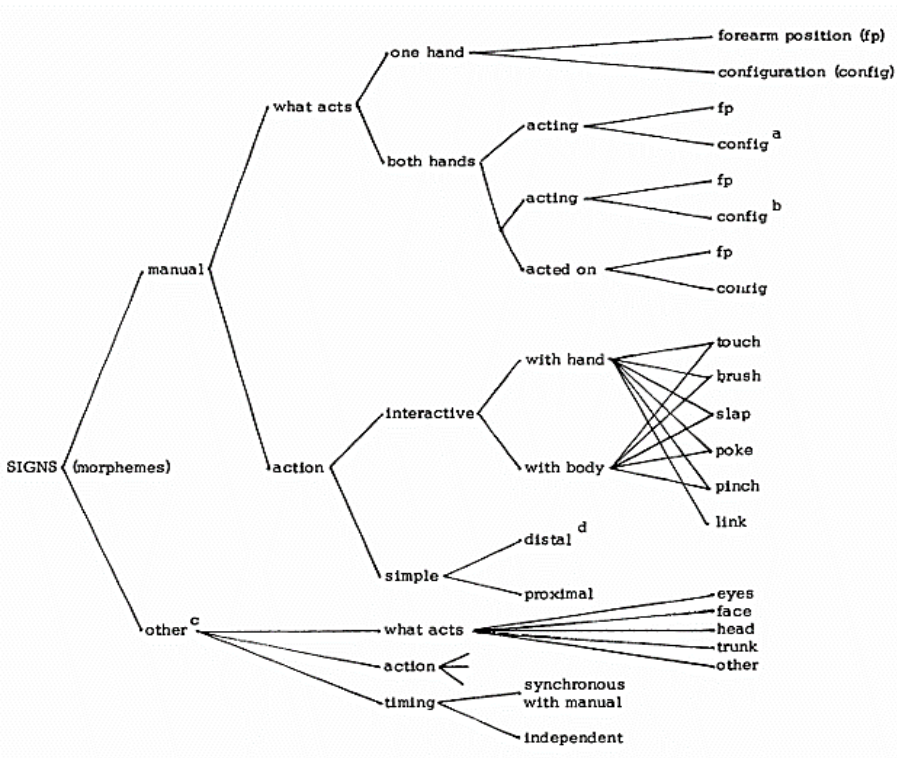 forearm position (fp)
one hand
configuration (config)
what acts
fp
acting
config a
both hands
fp
acting
config b
fp
acted on
config
manual
touch
with hand
brush
interactive
slap
poke
SIGNS (morphemes)
action
with body
pinch
link
distal d
simple
proximal
eyes
face
other c
what acts
head
trunk
action
other
synchronous
with manual
timing
independent